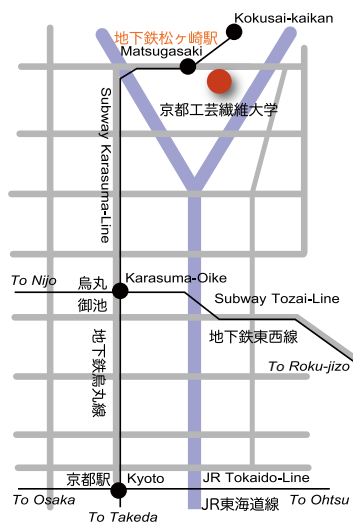 Kokusai-kaikan
地下鉄松ヶ崎駅
Matsugasaki
京都工芸繊維大学
Subway Karasuma-Line
To Nijo
烏丸
御池
Karasuma-Oike
Subway Tozai-Line
地下鉄東西線
To Roku-jizo
地下鉄烏丸線
京都駅
Kyoto
JR Tokaido-Line
To Osaka
To Takeda
JR東海道線
To Ohtsu